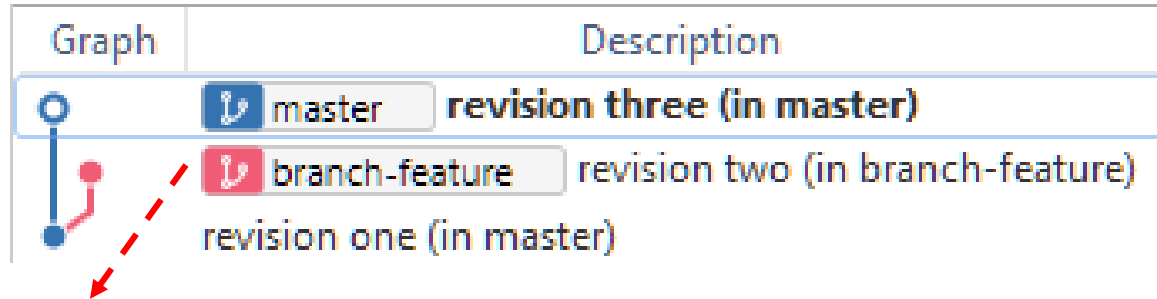 Graph Description
master revision three (in master)
branch-feature revision two (in branch-feature)
revision one (in master)